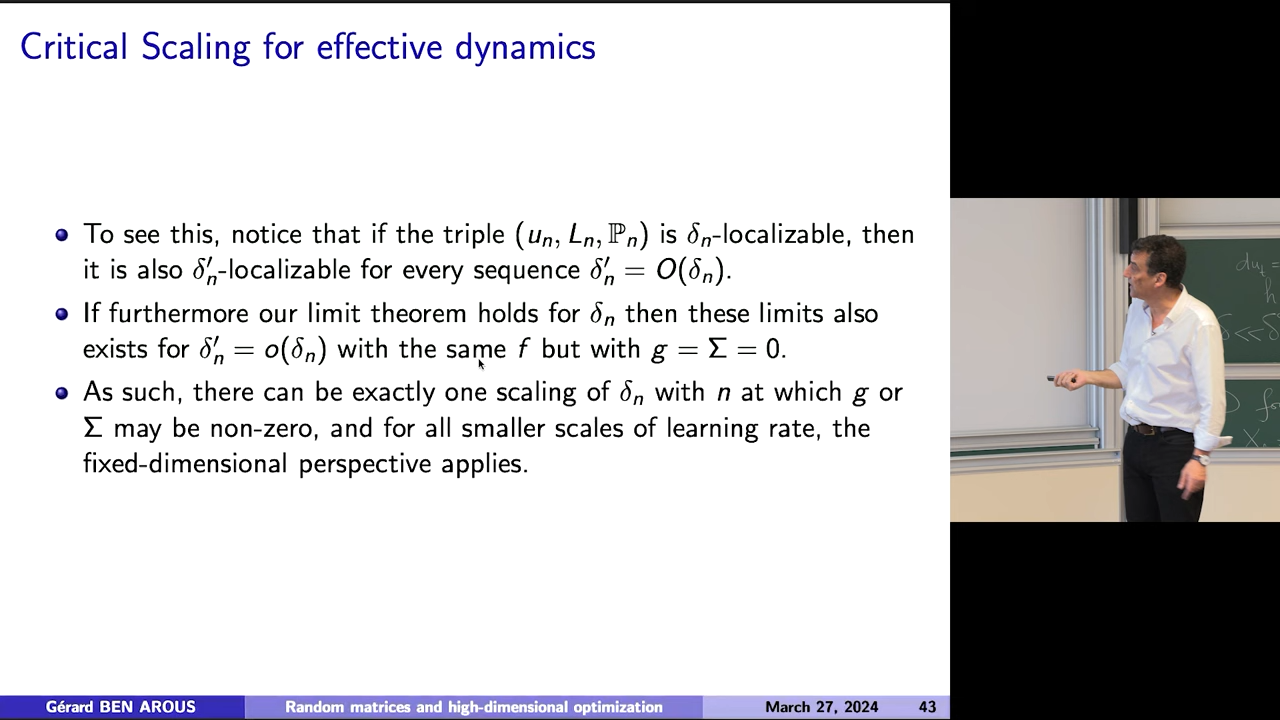 Critical Scaling for effective dynamics
To see this, notice that if the triple (uₙ, Lₙ, ℙₙ) is δₙ-localizable, then
it is also δ′ₙ-localizable for every sequence δ′ₙ = O(δₙ).
If furthermore our limit theorem holds for δₙ then these limits also
exists for δ′ₙ = o(δₙ) with the same f but with g = Σ = 0.
As such, there can be exactly one scaling of δₙ with n at which g or
Σ may be non-zero, and for all smaller scales of learning rate, the
fixed-dimensional perspective applies.
Gérard BEN AROUS Random matrices and high-dimensional optimization March 27, 2024 43
du_t =
h
≪ δ
fo
X